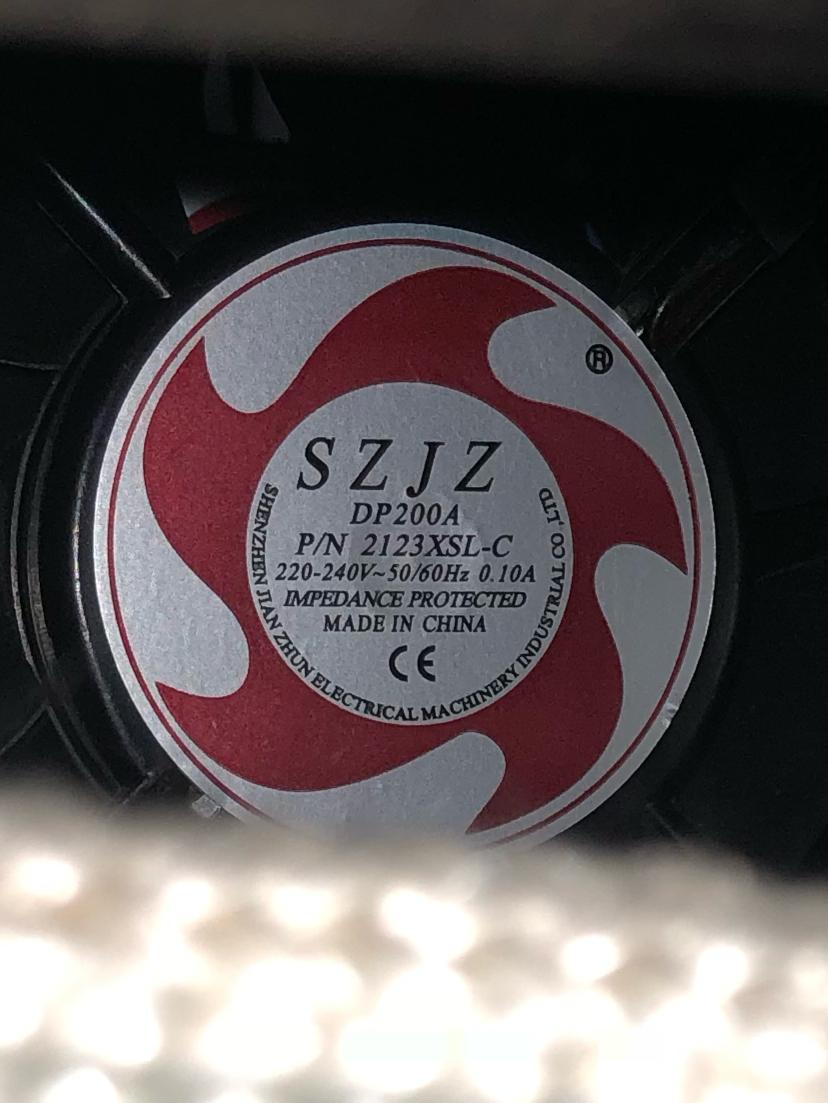 ®
SZJZ
DP200A
P/N 2123XSL-C
220-240V~50/60Hz 0.10A
IMPEDANCE PROTECTED
MADE IN CHINA
CE
SHENZHEN JIAN ZHUN ELECTRICAL MACHINERY INDUSTRIAL CO.,LTD